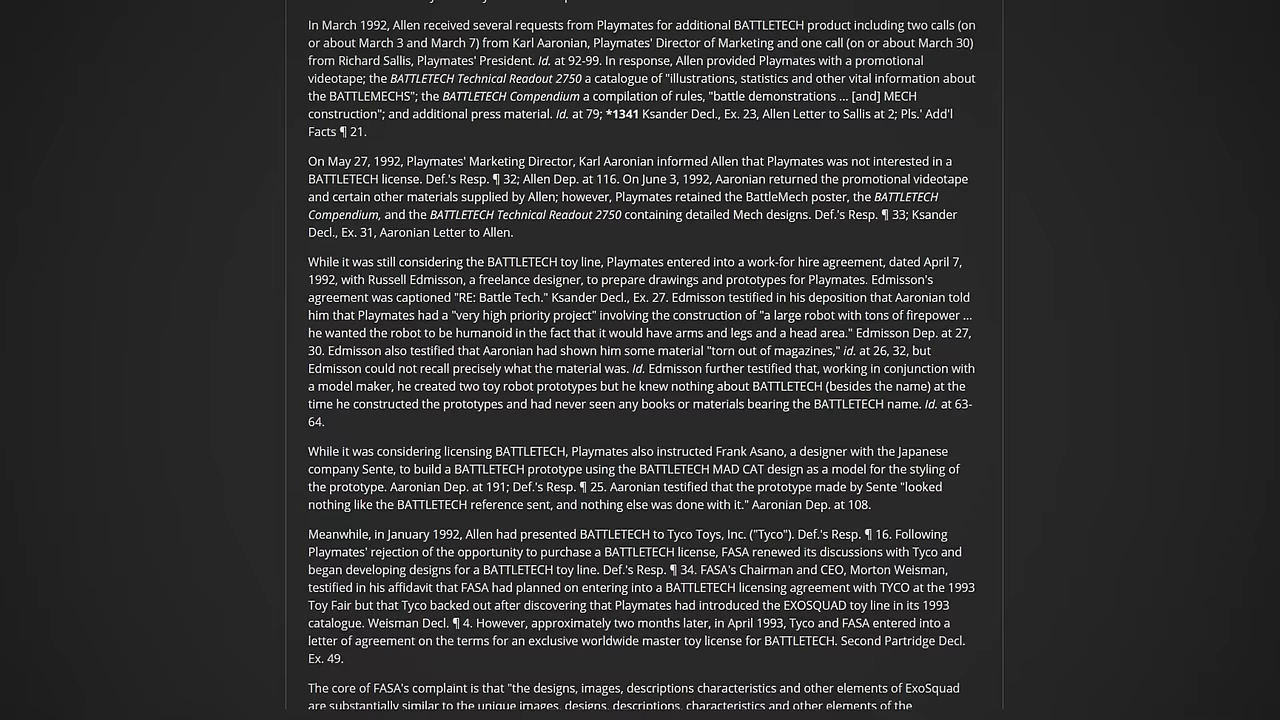 In March 1992, Allen received several requests from Playmates for additional BATTLETECH product including two calls (on
or about March 3 and March 7) from Karl Aaronian, Playmates' Director of Marketing and one call (on or about March 30)
from Richard Sallis, Playmates' President. Id. at 92-99. In response, Allen provided Playmates with a promotional
videotape; the BATTLETECH Technical Readout 2750 a catalogue of "illustrations, statistics and other vital information about
the BATTLEMECHS"; the BATTLETECH Compendium a compilation of rules, "battle demonstrations ... [and] MECH
construction"; and additional press material. Id. at 79; *1341 Ksander Decl., Ex. 23, Allen Letter to Sallis at 2; Pls.' Add'l
Facts ¶ 21.
On May 27, 1992, Playmates' Marketing Director, Karl Aaronian informed Allen that Playmates was not interested in a
BATTLETECH license. Def.'s Resp. ¶ 32; Allen Dep. at 116. On June 3, 1992, Aaronian returned the promotional videotape
and certain other materials supplied by Allen; however, Playmates retained the BattleMech poster, the BATTLETECH
Compendium, and the BATTLETECH Technical Readout 2750 containing detailed Mech designs. Def.'s Resp. ¶ 33; Ksander
Decl., Ex. 31, Aaronian Letter to Allen.
While it was still considering the BATTLETECH toy line, Playmates entered into a work-for hire agreement, dated April 7,
1992, with Russell Edmisson, a freelance designer, to prepare drawings and prototypes for Playmates. Edmisson's
agreement was captioned "RE: Battle Tech." Ksander Decl., Ex. 27. Edmisson testified in his deposition that Aaronian told
him that Playmates had a "very high priority project" involving the construction of "a large robot with tons of firepower ...
he wanted the robot to be humanoid in the fact that it would have arms and legs and a head area." Edmisson Dep. at 27,
30. Edmisson also testified that Aaronian had shown him some material "torn out of magazines," id. at 26, 32, but
Edmisson could not recall precisely what the material was. Id. Edmisson further testified that, working in conjunction with
a model maker, he created two toy robot prototypes but he knew nothing about BATTLETECH (besides the name) at the
time he constructed the prototypes and had never seen any books or materials bearing the BATTLETECH name. Id. at 63-
64.
While it was considering licensing BATTLETECH, Playmates also instructed Frank Asano, a designer with the Japanese
company Sente, to build a BATTLETECH prototype using the BATTLETECH MAD CAT design as a model for the styling of
the prototype. Aaronian Dep. at 191; Def.'s Resp. ¶ 25. Aaronian testified that the prototype made by Sente "looked
nothing like the BATTLETECH reference sent, and nothing else was done with it." Aaronian Dep. at 108.
Meanwhile, in January 1992, Allen had presented BATTLETECH to Tyco Toys, Inc. ("Tyco"). Def.'s Resp. ¶ 16. Following
Playmates' rejection of the opportunity to purchase a BATTLETECH license, FASA renewed its discussions with Tyco and
began developing designs for a BATTLETECH toy line. Def.'s Resp. ¶ 34. FASA's Chairman and CEO, Morton Weisman,
testified in his affidavit that FASA had planned on entering into a BATTLETECH licensing agreement with TYCO at the 1993
Toy Fair but that Tyco backed out after discovering that Playmates had introduced the EXOSQUAD toy line in its 1993
catalogue. Weisman Decl. ¶ 4. However, approximately two months later, in April 1993, Tyco and FASA entered into a
letter of agreement on the terms for an exclusive worldwide master toy license for BATTLETECH. Second Partridge Decl.
Ex. 49.
The core of FASA's complaint is that "the designs, images, descriptions characteristics and other elements of ExoSquad
are substantially similar to the unique images, designs, descriptions, characteristics and other elements of the